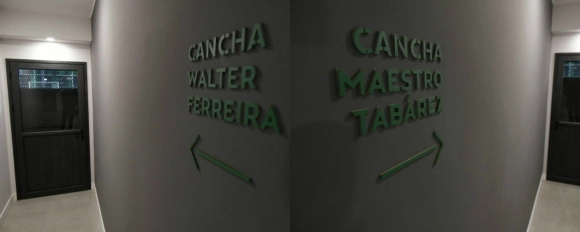 CANCHA
WALTER
FERREIRA
CANCHA
MAESTRO
TABÁREZ